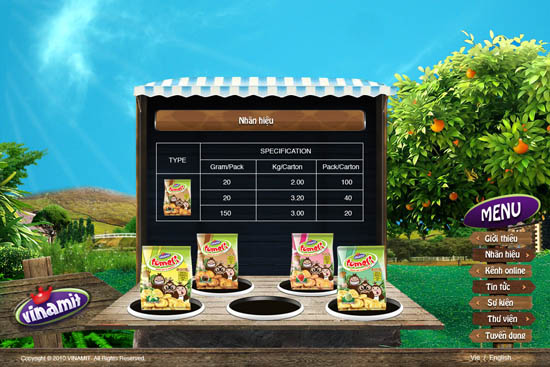 Nhãn hiệu
TYPE SPECIFICATION
Gram/Pack Kg/Carton Pack/Carton
20 2.00 100
20 3.20 40
150 3.00 20
MENU
Giới thiệu
Nhãn hiệu
Kênh online
Tin tức
Sự kiện
Thư viện
Tuyển dụng
vinamit
Copyright © 2010 VINAMIT. All Rights Reserved.
Vie / English